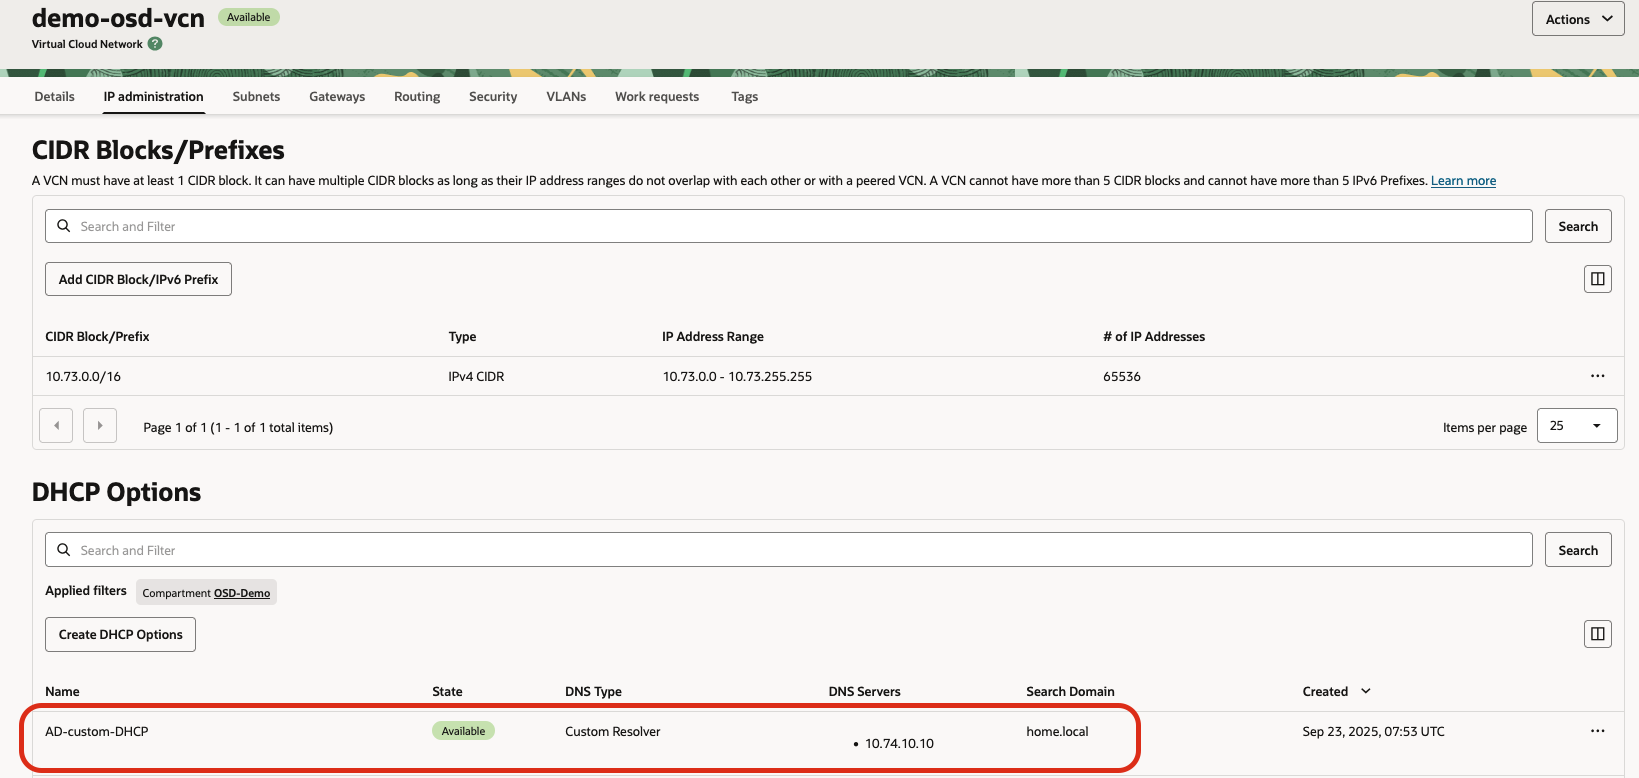 demo-osd-vcn Available
Actions
Virtual Cloud Network ?
Details IP administration Subnets Gateways Routing Security VLANs Work requests Tags
CIDR Blocks/Prefixes
A VCN must have at least 1 CIDR block. It can have multiple CIDR blocks as long as their IP address ranges do not overlap with each other or with a peered VCN. A VCN cannot have more than 5 CIDR blocks and cannot have more than 5 IPv6 Prefixes. Learn more
Search and Filter Search
Add CIDR Block/IPv6 Prefix
CIDR Block/Prefix Type IP Address Range # of IP Addresses
10.73.0.0/16 IPv4 CIDR 10.73.0.0 - 10.73.255.255 65536 ...
Page 1 of 1 (1 - 1 of 1 total items) Items per page 25
DHCP Options
Search and Filter Search
Applied filters Compartment OSD-Demo
Create DHCP Options
Name State DNS Type DNS Servers Search Domain Created
AD-custom-DHCP Available Custom Resolver • 10.74.10.10 home.local Sep 23, 2025, 07:53 UTC ...